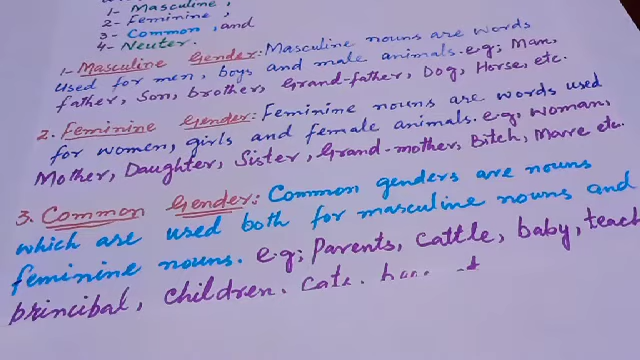 1- Masculine,
2- Feminine,
3- Common, and
4- Neuter.
1- Masculine Gender: Masculine nouns are words
used for men, boys and male animals. e.g; Man,
father, Son, brother, Grand-father, Dog, Horse, etc.
2. Feminine Gender: Feminine nouns are words used
for women, girls and female animals. e.g; woman,
Mother, Daughter, Sister, Grand-mother, Bitch, Marre etc.
3. Common Gender: Common genders are nouns
which are used both for masculine nouns and
feminine nouns. e.g; Parents, cattle, baby, teach
principal, children. cats.